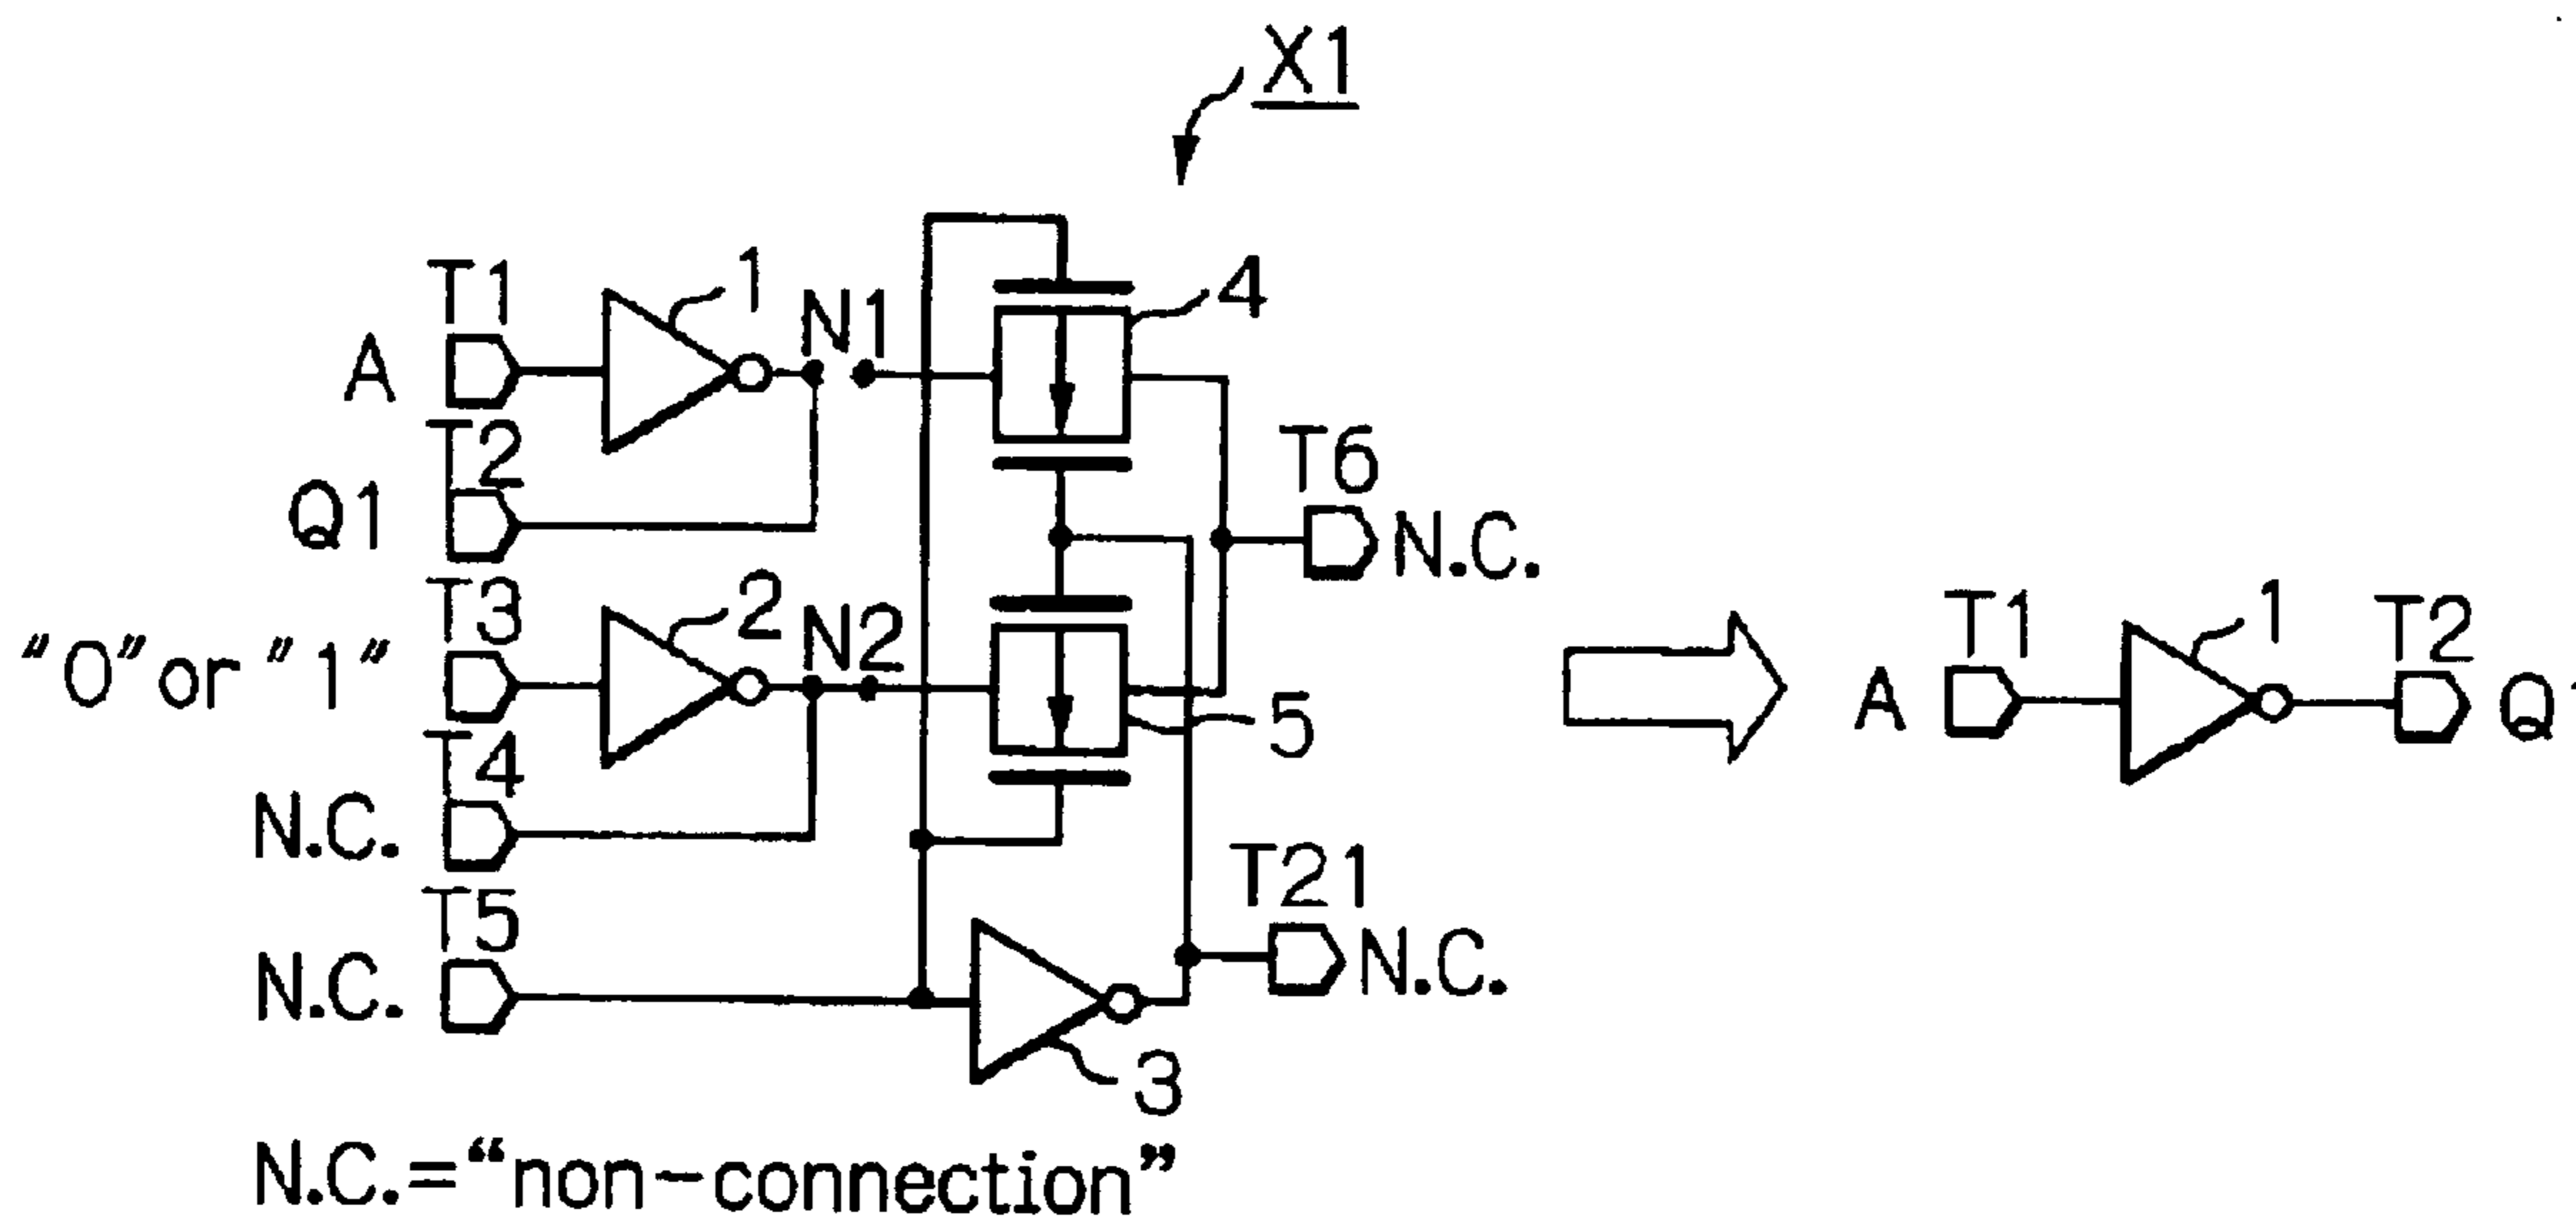 X1
T1
1
N1
4
A
T2
Q1
T6
N.C.
T3
2
N2
"0" or "1"
5
T4
N.C.
T21
N.C.
T5
N.C.
3
N.C.="non-connection"
T1
1
T2
A